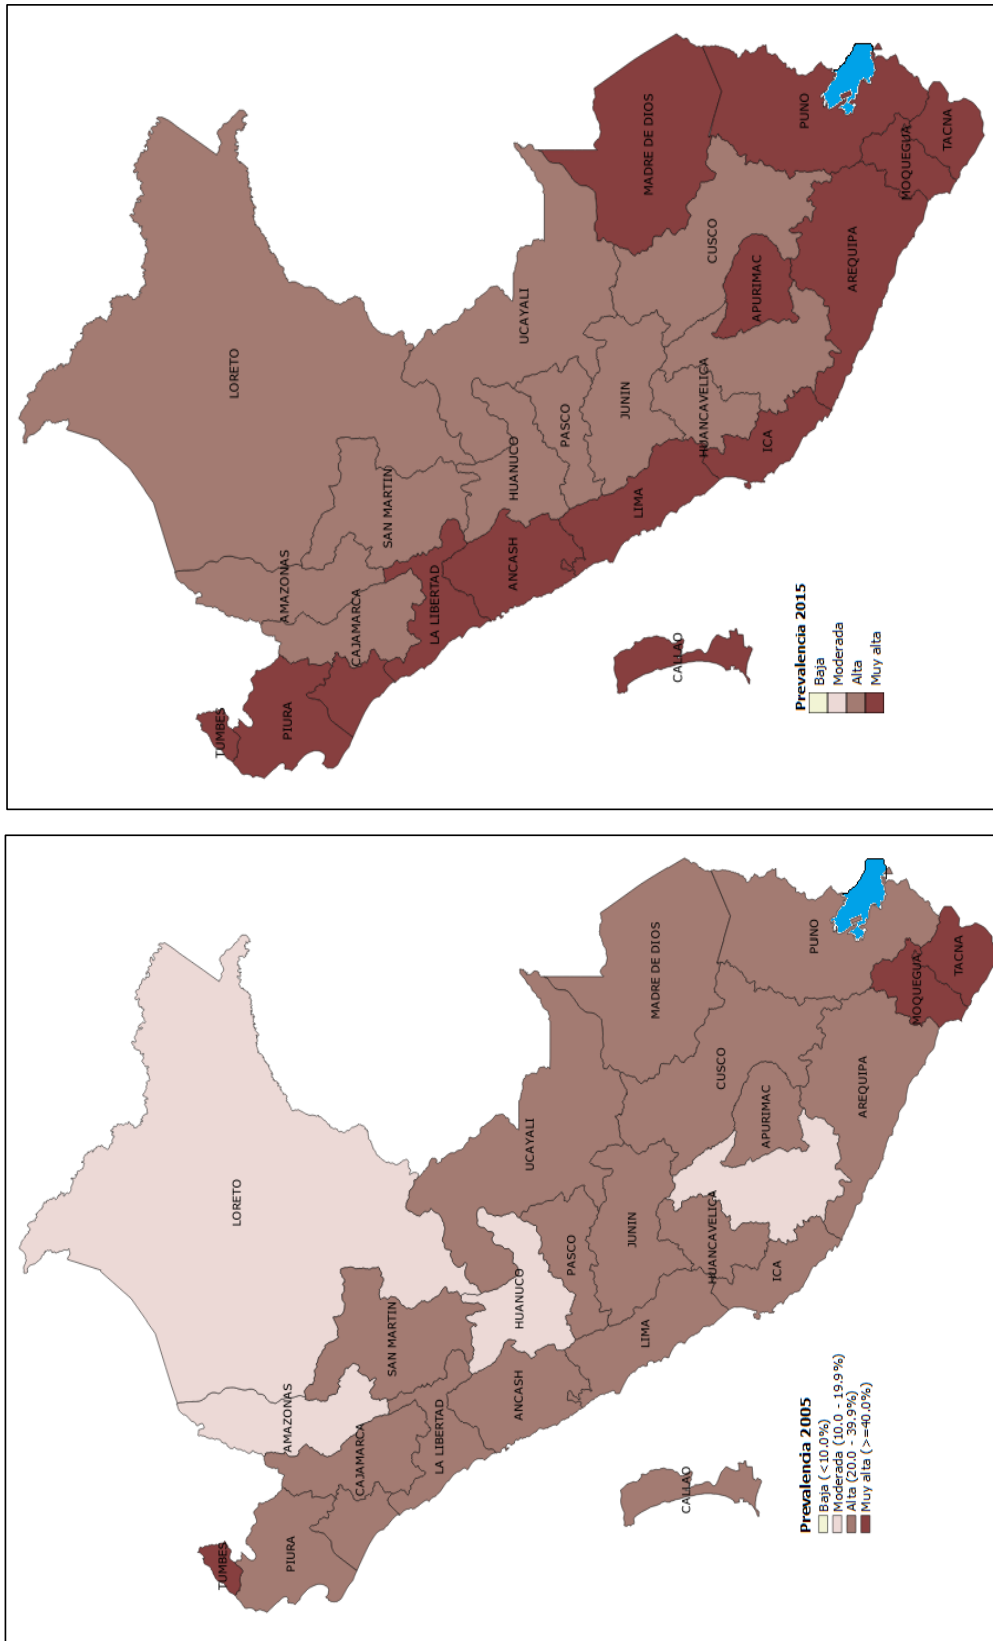 TUMBES
PIURA
AMAZONAS
CAJAMARCA
LA LIBERTAD
LORETO
SAN MARTIN
ANCASH
HUANUCO
UCAYALI
PASCO
LIMA
JUNIN
MADRE DE DIOS
CUSCO
HUANCAVELICA
APURIMAC
ICA
AREQUIPA
PUNO
MOQUEGUA
TACNA
CALLAO
Prevalencia 2015
Baja
Moderada
Alta
Muy alta
TUMBES
PIURA
AMAZONAS
CAJAMARCA
LA LIBERTAD
LORETO
SAN MARTIN
ANCASH
HUANUCO
UCAYALI
PASCO
LIMA
JUNIN
MADRE DE DIOS
CUSCO
HUANCAVELICA
APURIMAC
ICA
AREQUIPA
PUNO
MOQUEGUA
TACNA
CALLAO
Prevalencia 2005
Baja (<10.0%)
Moderada (10.0 - 19.9%)
Alta (20.0 - 39.9%)
Muy alta (>=40.0%)